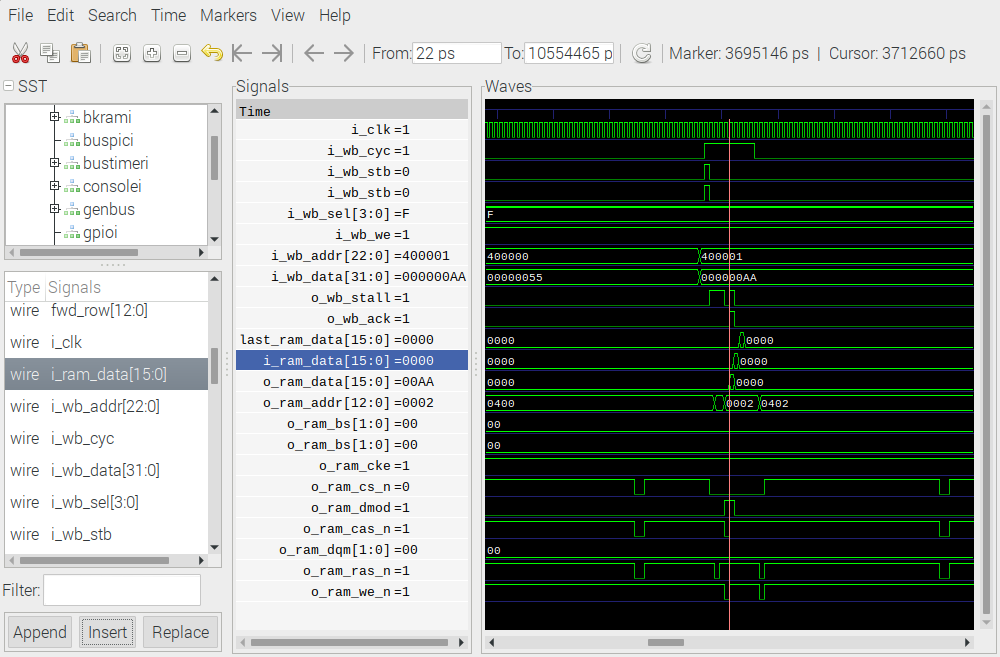 File Edit Search Time Markers View Help
From: 22 ps To: 10554465 p Marker: 3695146 ps | Cursor: 3712660 ps
SST
bkrami
buspici
bustimeri
consolei
genbus
gpioi
Type Signals
wire fwd_row[12:0]
wire i_clk
wire i_ram_data[15:0]
wire i_wb_addr[22:0]
wire i_wb_cyc
wire i_wb_data[31:0]
wire i_wb_sel[3:0]
wire i_wb_stb
Filter:
Append Insert Replace
Signals
Time
i_clk=1
i_wb_cyc=1
i_wb_stb=0
i_wb_stb=0
i_wb_sel[3:0]=F
i_wb_we=1
i_wb_addr[22:0]=400001
i_wb_data[31:0]=000000AA
o_wb_stall=1
o_wb_ack=1
last_ram_data[15:0]=0000
i_ram_data[15:0]=0000
o_ram_data[15:0]=00AA
o_ram_addr[12:0]=0002
o_ram_bs[1:0]=00
o_ram_bs[1:0]=00
o_ram_cke=1
o_ram_cs_n=0
o_ram_dmod=1
o_ram_cas_n=1
o_ram_dqm[1:0]=00
o_ram_ras_n=1
o_ram_we_n=1
Waves
F
400000 400001
00000055 000000AA
0000 0000
0000 0000
0000 0000
0400 0002 0402
00
00
00